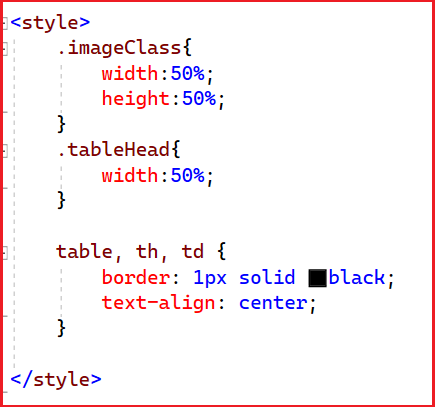 <style>
.imageClass{
width:50%;
height:50%;
}
.tableHead{
width:50%;
}
table, th, td {
border: 1px solid black;
text-align: center;
}
</style>